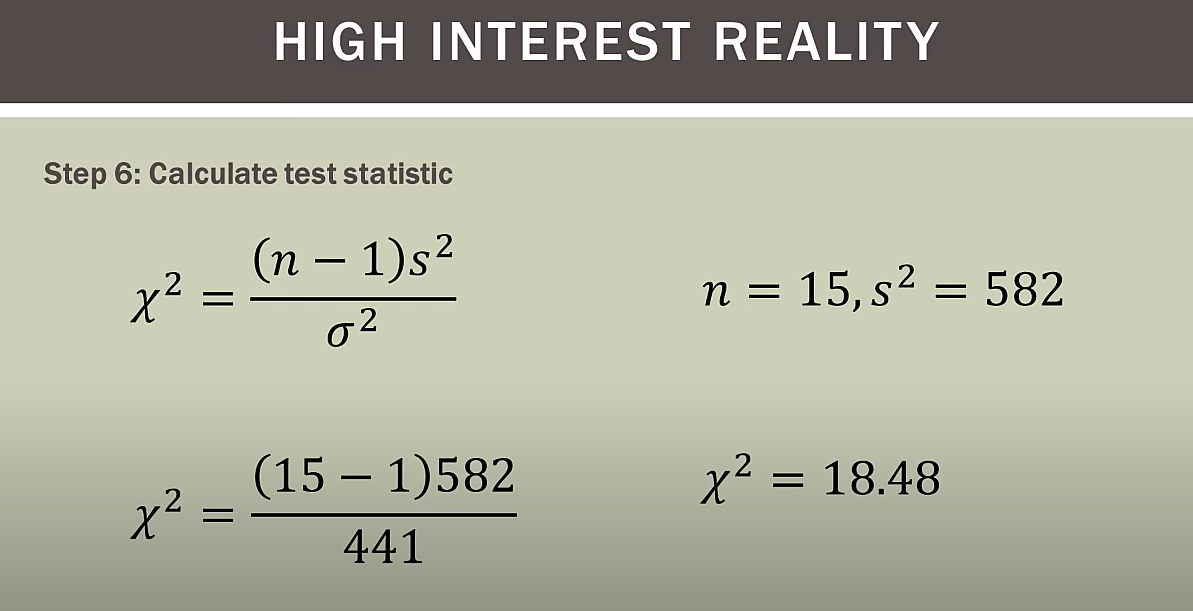 HIGH INTEREST REALITY
Step 6: Calculate test statistic
χ² = (n − 1)s² / σ²
n = 15, s² = 582
χ² = (15 − 1)582 / 441
χ² = 18.48